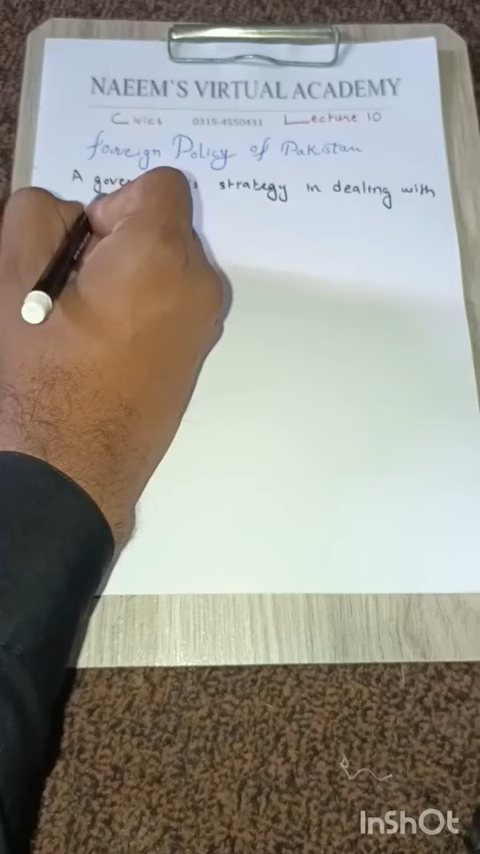 NAEEM`S VIRTUAL ACADEMY
Civics 0315-4550431 Lecture 10
foreign Policy of Pakistan
A strategy in dealing with
InShOt